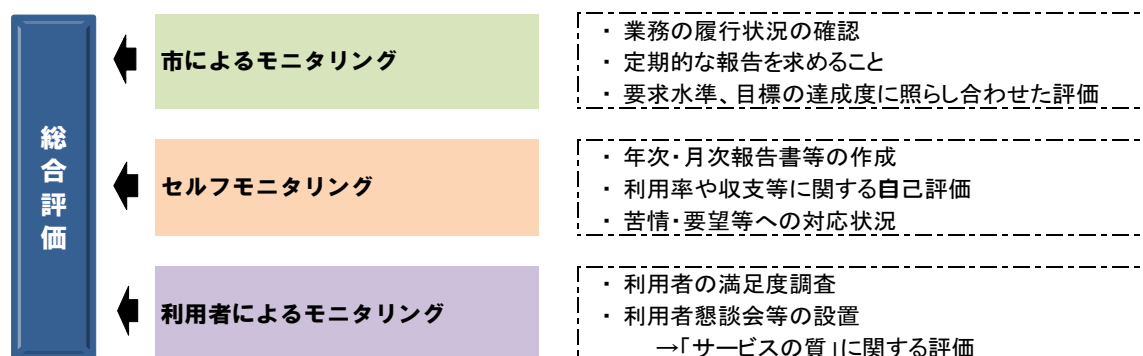 総合評価
市によるモニタリング
・ 業務の履行状況の確認
・ 定期的な報告を求めること
・ 要求水準、目標の達成度に照らし合わせた評価
セルフモニタリング
・ 年次・月次報告書等の作成
・ 利用率や収支等に関する自己評価
・ 苦情・要望等への対応状況
利用者によるモニタリング
・ 利用者の満足度調査
・ 利用者懇談会等の設置
→「サービスの質」に関する評価